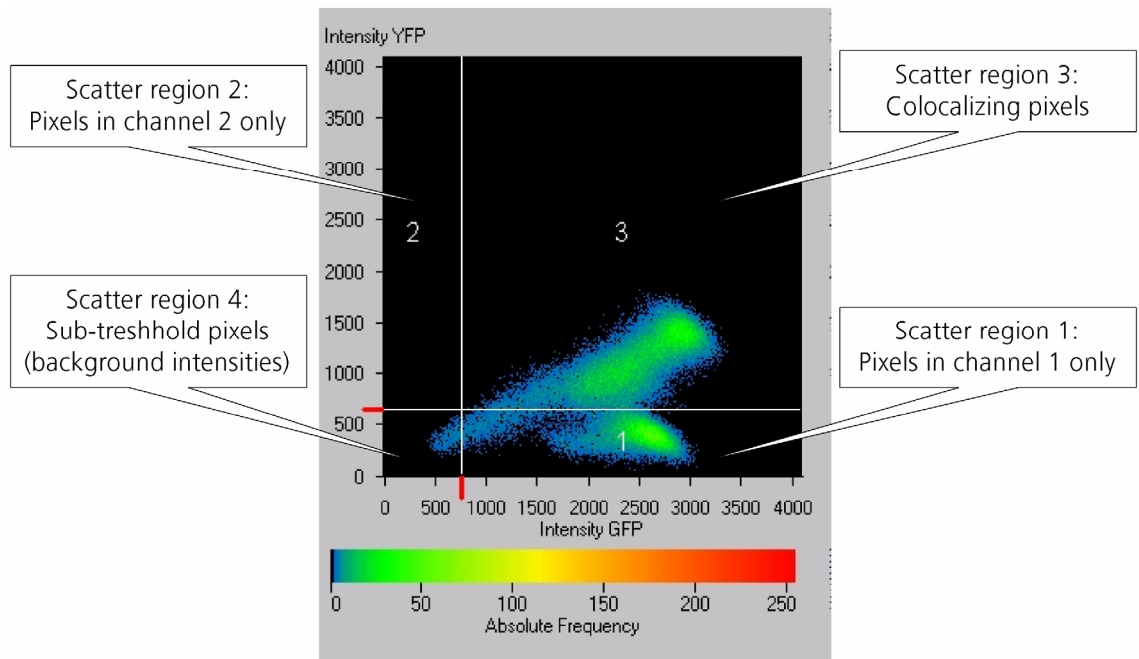 Intensity YFP
4000
3500
3000
2500
2000
1500
1000
500
0
Scatter region 2:
Pixels in channel 2 only
Scatter region 3:
Colocalizing pixels
2
3
Scatter region 4:
Sub-treshhold pixels
(background intensities)
Scatter region 1:
Pixels in channel 1 only
1
0 500 1000 1500 2000 2500 3000 3500 4000
Intensity GFP
0 50 100 150 200 250
Absolute Frequency